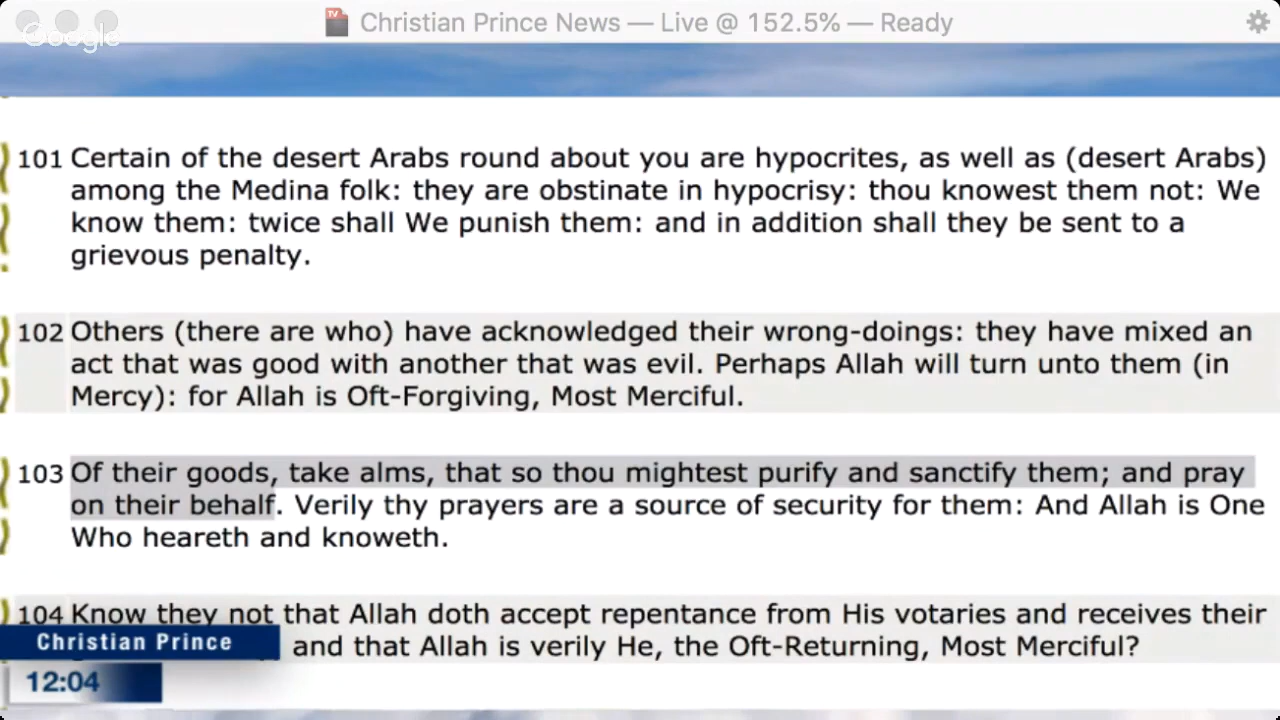 Christian Prince News — Live @ 152.5% — Ready
Google
101 Certain of the desert Arabs round about you are hypocrites, as well as (desert Arabs)
among the Medina folk: they are obstinate in hypocrisy: thou knowest them not: We
know them: twice shall We punish them: and in addition shall they be sent to a
grievous penalty.
102 Others (there are who) have acknowledged their wrong-doings: they have mixed an
act that was good with another that was evil. Perhaps Allah will turn unto them (in
Mercy): for Allah is Oft-Forgiving, Most Merciful.
103 Of their goods, take alms, that so thou mightest purify and sanctify them; and pray
on their behalf. Verily thy prayers are a source of security for them: And Allah is One
Who heareth and knoweth.
104 Know they not that Allah doth accept repentance from His votaries and receives their
and that Allah is verily He, the Oft-Returning, Most Merciful?
Christian Prince
12:04